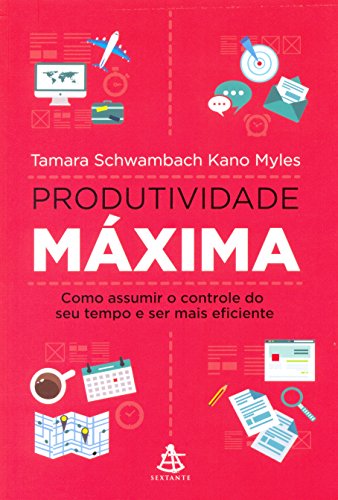 Tamara Schwambach Kano Myles
PRODUTIVIDADE
MÁXIMA
Como assumir o controle do
seu tempo e ser mais eficiente
SEXTANTE